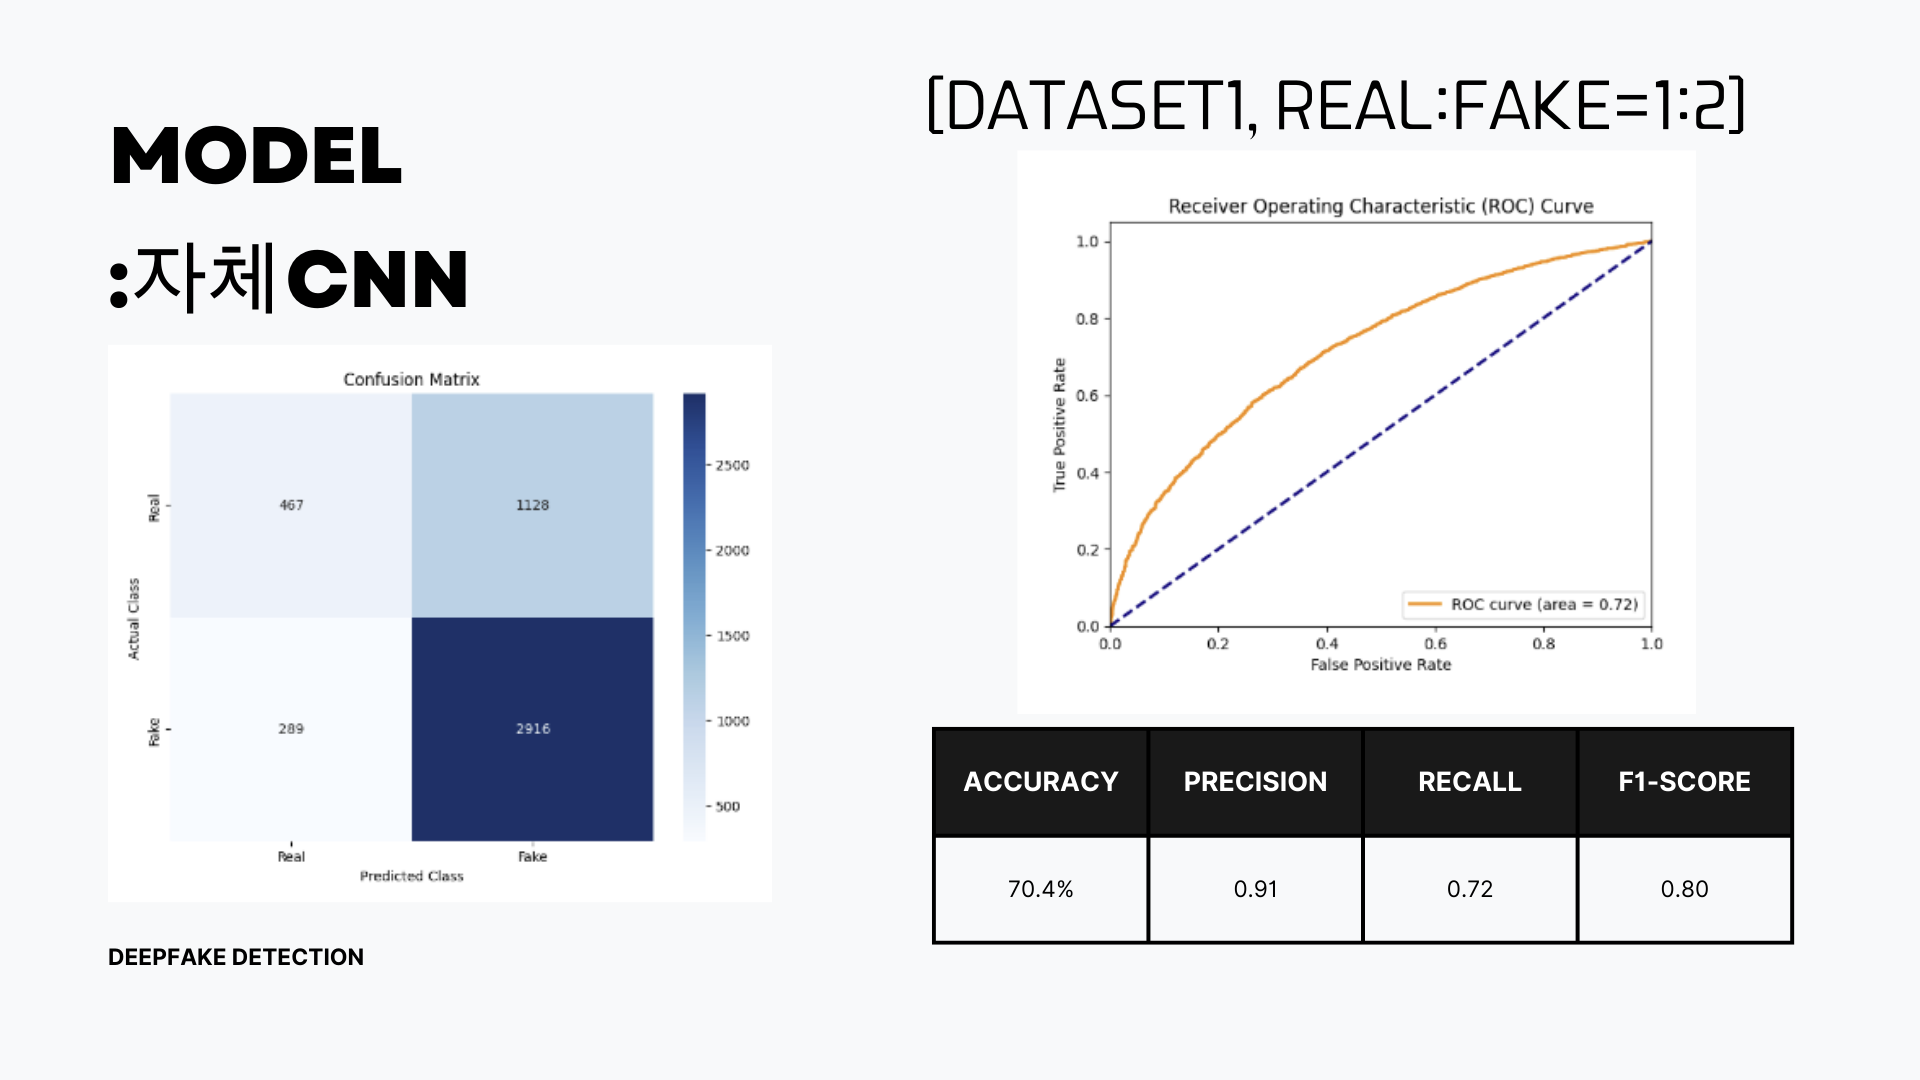 MODEL
:자체CNN
Confusion Matrix
Actual Class
Real
Fake
467
1128
289
2916
Real
Fake
Predicted Class
2500
2000
1500
1000
500
DEEPFAKE DETECTION
[DATASET1, REAL:FAKE=1:2]
Receiver Operating Characteristic (ROC) Curve
True Positive Rate
1.0
0.8
0.6
0.4
0.2
0.0
0.0
0.2
0.4
0.6
0.8
1.0
False Positive Rate
ROC curve (area = 0.72)
ACCURACY PRECISION RECALL F1-SCORE
70.4% 0.91 0.72 0.80